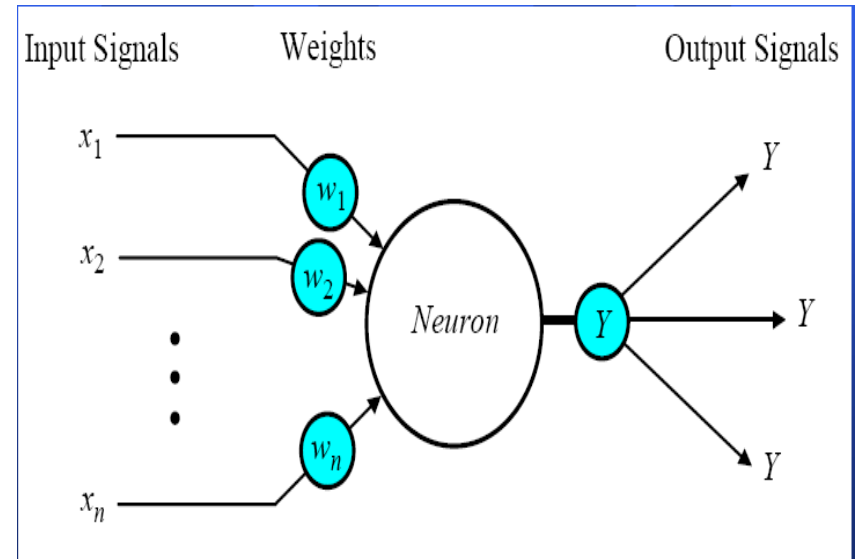 Input Signals Weights Output Signals
x1
w1
Y
x2
w2
Neuron
Y
Y
wn
Y
xn